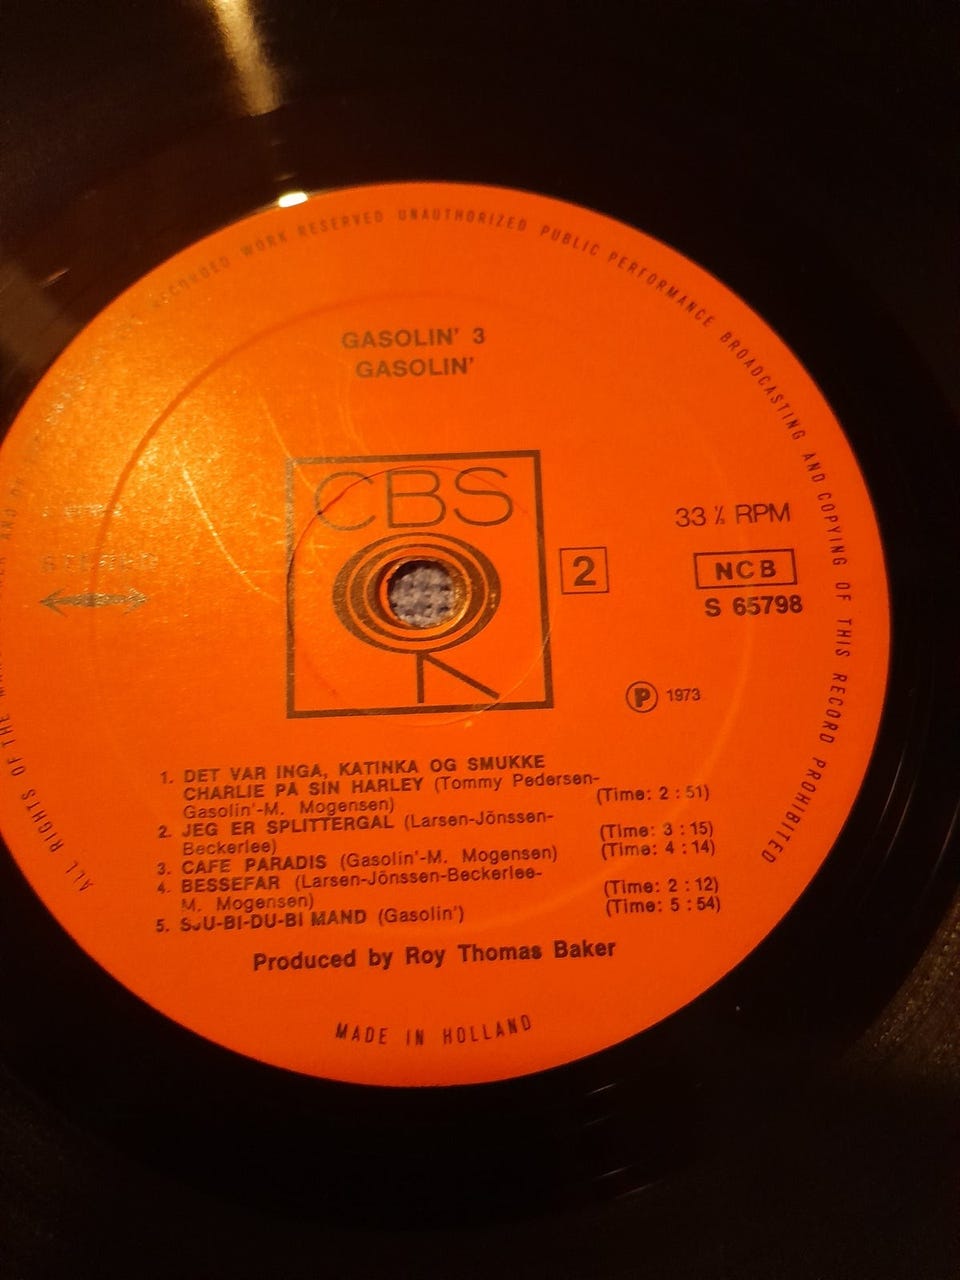 RECORDED WORK RESERVED UNAUTHORIZED PUBLIC PERFORMANCE BROADCASTING AND COPYING OF THIS RECORD PROHIBITED
GASOLIN' 3
GASOLIN'
CBS
33 ⅓ RPM
2
NCB
STEREO
S 65798
Ⓟ 1973
1. DET VAR INGA, KATINKA OG SMUKKE
CHARLIE PÅ SIN HARLEY (Tommy Pedersen-
Gasolin'-M. Mogensen) (Time: 2 : 51)
2. JEG ER SPLITTERGAL (Larsen-Jönssen-
Beckerlee) (Time: 3 : 15)
3. CAFE PARADIS (Gasolin'-M. Mogensen) (Time: 4 : 14)
4. BESSEFAR (Larsen-Jönssen-Beckerlee-
M. Mogensen) (Time: 2 : 12)
5. SJU-BI-DU-BI MAND (Gasolin') (Time: 5 : 54)
Produced by Roy Thomas Baker
MADE IN HOLLAND
ALL RIGHTS OF THE